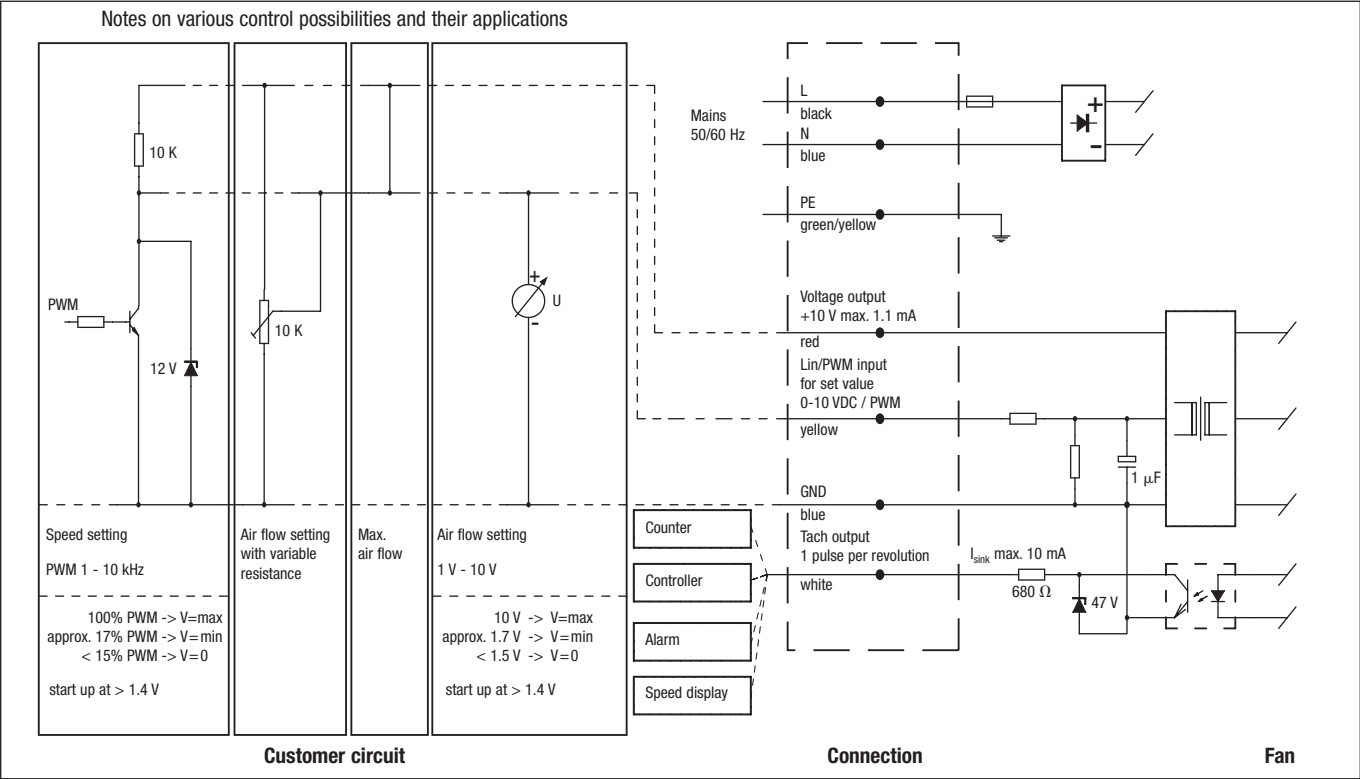 Notes on various control possibilities and their applications
10 K
PWM
12 V
10 K
+
U
-
Speed setting
PWM 1 - 10 kHz
100% PWM -> V=max
approx. 17% PWM -> V=min
< 15% PWM -> V=0
start up at > 1.4 V
Air flow setting
with variable
resistance
Max.
air flow
Air flow setting
1 V - 10 V
10 V -> V=max
approx. 1.7 V -> V=min
< 1.5 V -> V=0
start up at > 1.4 V
Counter
Controller
Alarm
Speed display
Mains
50/60 Hz
L
black
N
blue
PE
green/yellow
Voltage output
+10 V max. 1.1 mA
red
Lin/PWM input
for set value
0-10 VDC / PWM
yellow
GND
blue
Tach output
1 pulse per revolution
white
+
-
1 μF
Isink max. 10 mA
680 Ω
47 V
Customer circuit
Connection
Fan